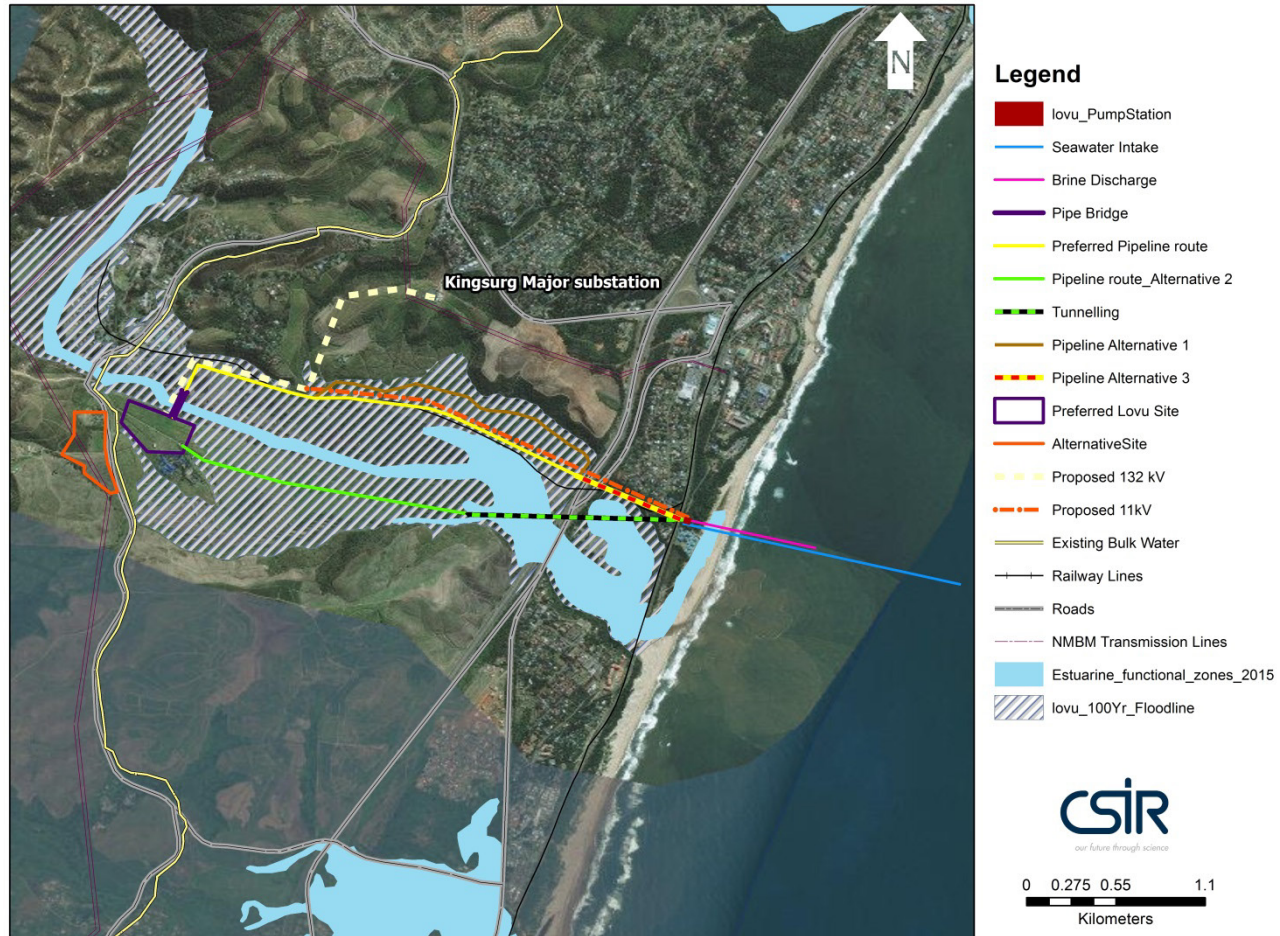 N
Kingsurg Major substation
Legend
lovu_PumpStation
Seawater Intake
Brine Discharge
Pipe Bridge
Preferred Pipeline route
Pipeline route_Alternative 2
Tunnelling
Pipeline Alternative 1
Pipeline Alternative 3
Preferred Lovu Site
AlternativeSite
Proposed 132 kV
Proposed 11kV
Existing Bulk Water
Railway Lines
Roads
NMBM Transmission Lines
Estuarine_functional_zones_2015
lovu_100Yr_Floodline
CSIR
our future through science
0 0.275 0.55 1.1
Kilometers